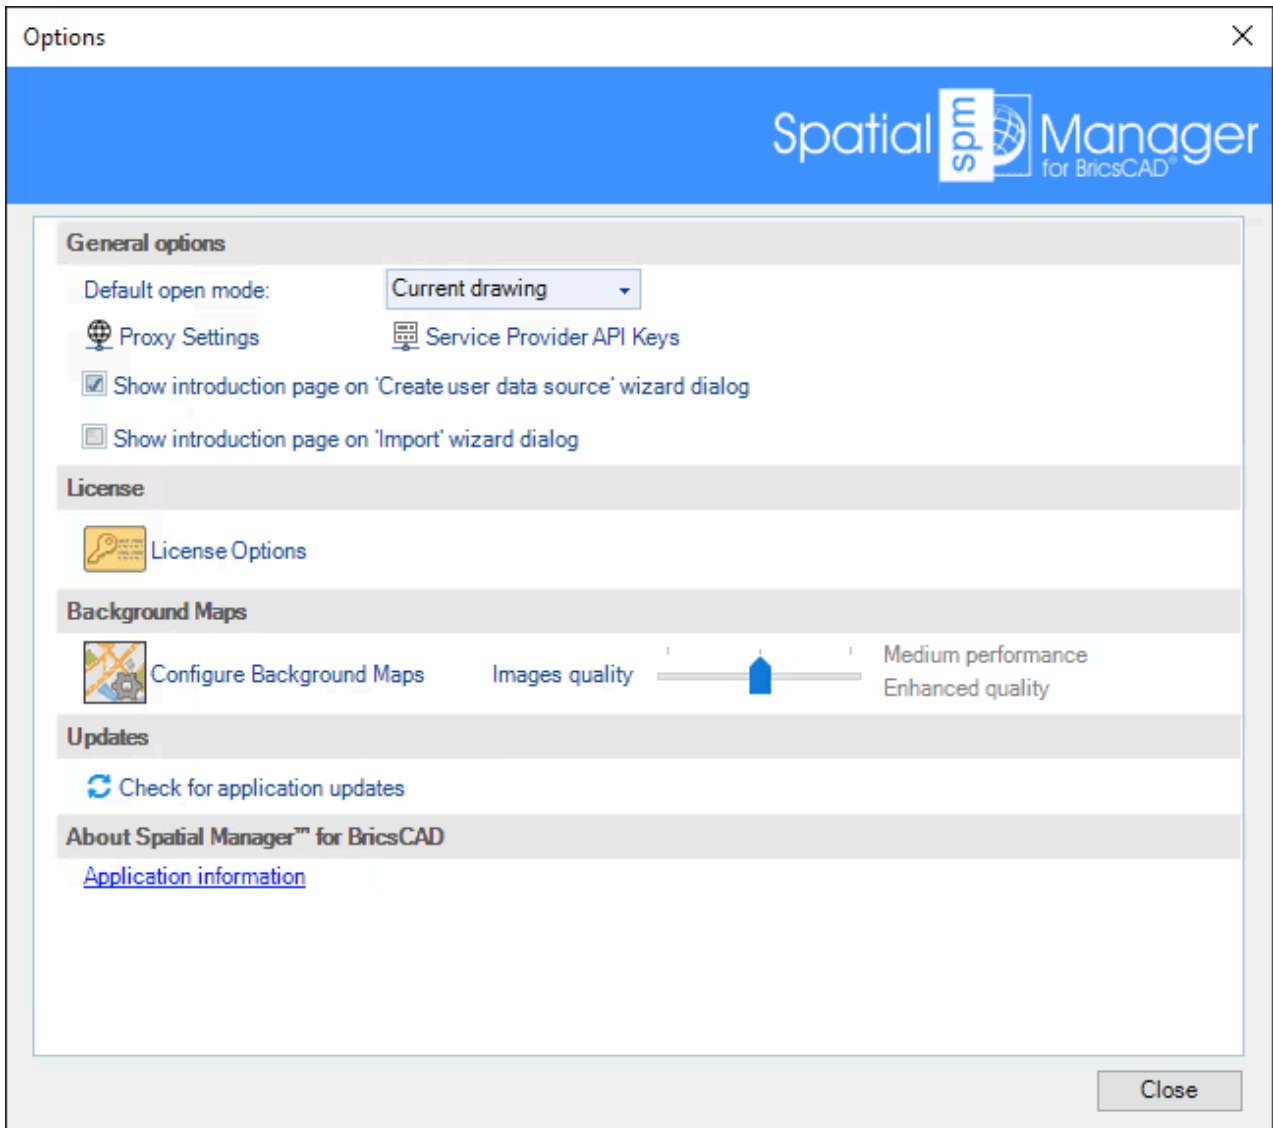 Options
Spatial spm Manager
for BricsCAD®
General options
Default open mode: Current drawing
Proxy Settings Service Provider API Keys
Show introduction page on 'Create user data source' wizard dialog
Show introduction page on 'Import' wizard dialog
License
License Options
Background Maps
Configure Background Maps Images quality Medium performance
Enhanced quality
Updates
Check for application updates
About Spatial Manager™ for BricsCAD
Application information
Close